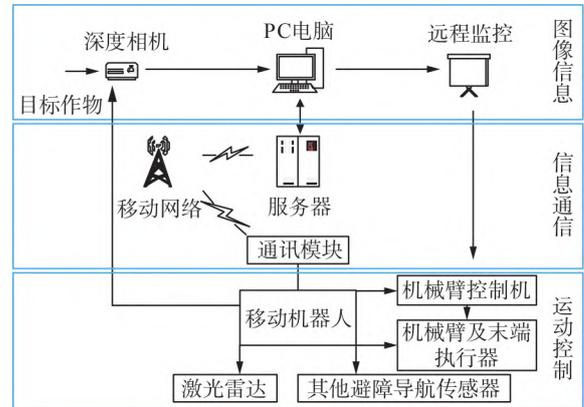 深度相机
PC电脑
远程监控
图像信息
目标作物
移动网络
服务器
信息通信
通讯模块
机械臂控制机
移动机器人
机械臂及末端
执行器
运动控制
激光雷达
其他避障导航传感器